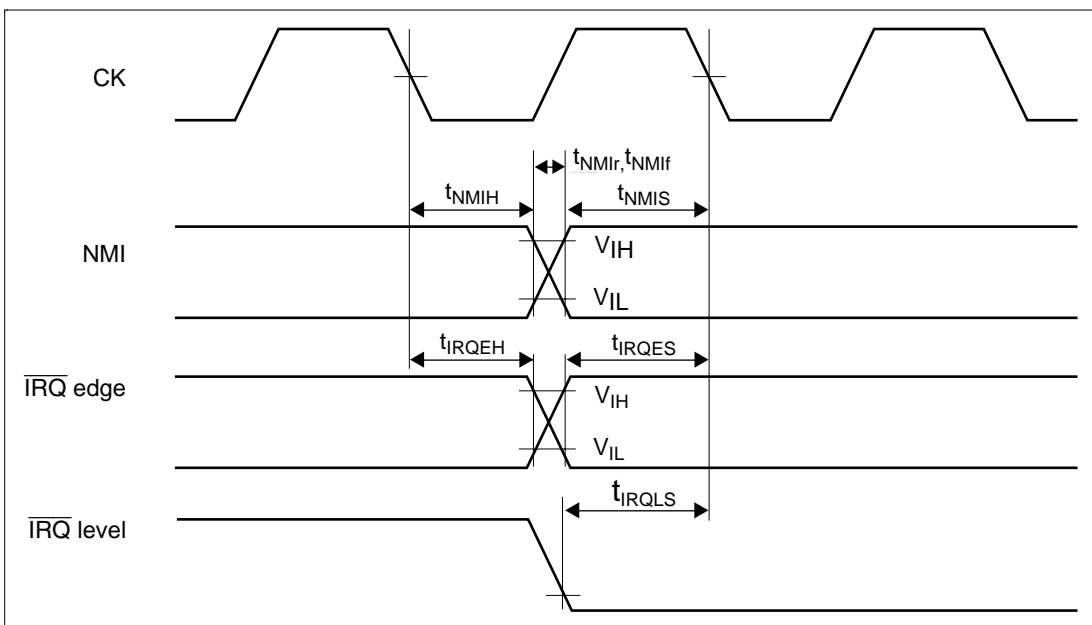 CK
tNMIr,tNMIf
tNMIH
tNMIS
NMI
VIH
VIL
tIRQEH
tIRQES
IRQ edge
VIH
VIL
tIRQLS
IRQ level